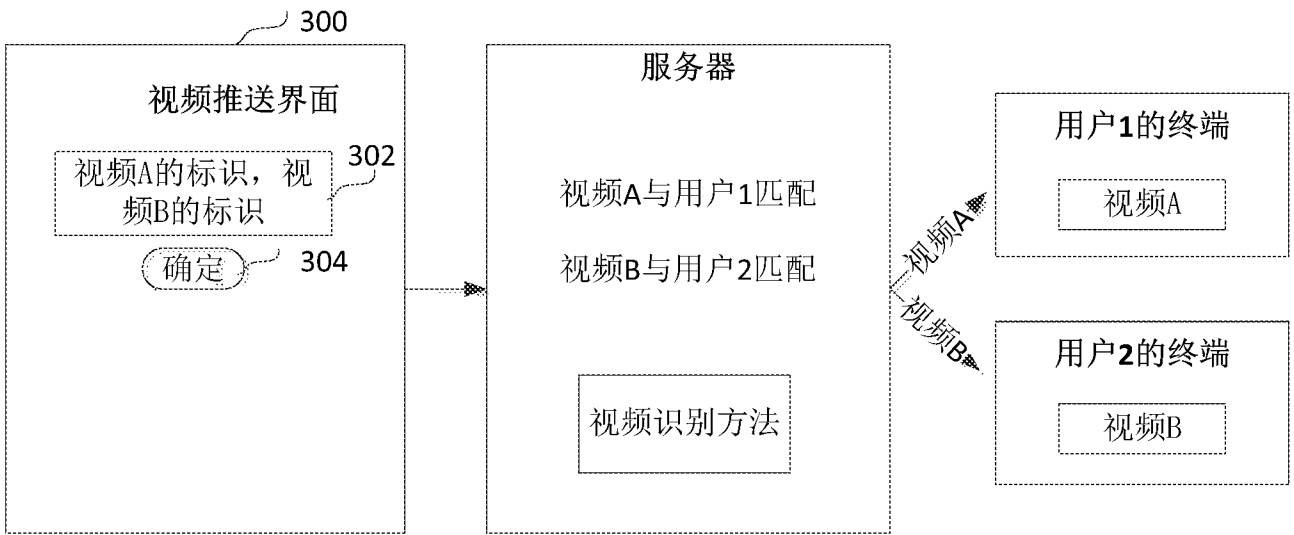 300
视频推送界面
视频A的标识，视
频B的标识
302
确定
304
服务器
视频A与用户1匹配
视频B与用户2匹配
视频识别方法
视频A
视频B
用户1的终端
视频A
用户2的终端
视频B